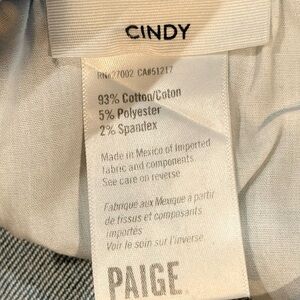 CINDY
RN#27002 CA#51217
93% Cotton/Coton
5% Polyester
2% Spandex
Made in Mexico of Imported
fabric and components
See care on reverse
Fabriqué aux Mexique à partir
de tissus et composants
importés
Voir le soin sur l'inverse
PAIGE